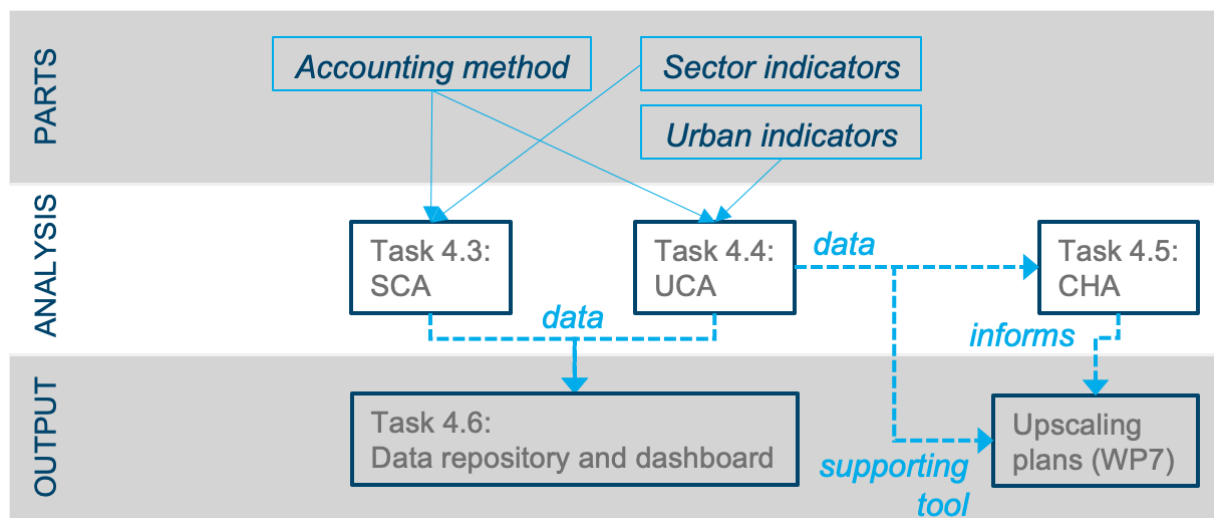 PARTS
Accounting method
Sector indicators
Urban indicators
ANALYSIS
Task 4.3:
SCA
Task 4.4:
UCA
data
Task 4.5:
CHA
data
informs
OUTPUT
Task 4.6:
Data repository and dashboard
supporting
tool
Upscaling
plans (WP7)